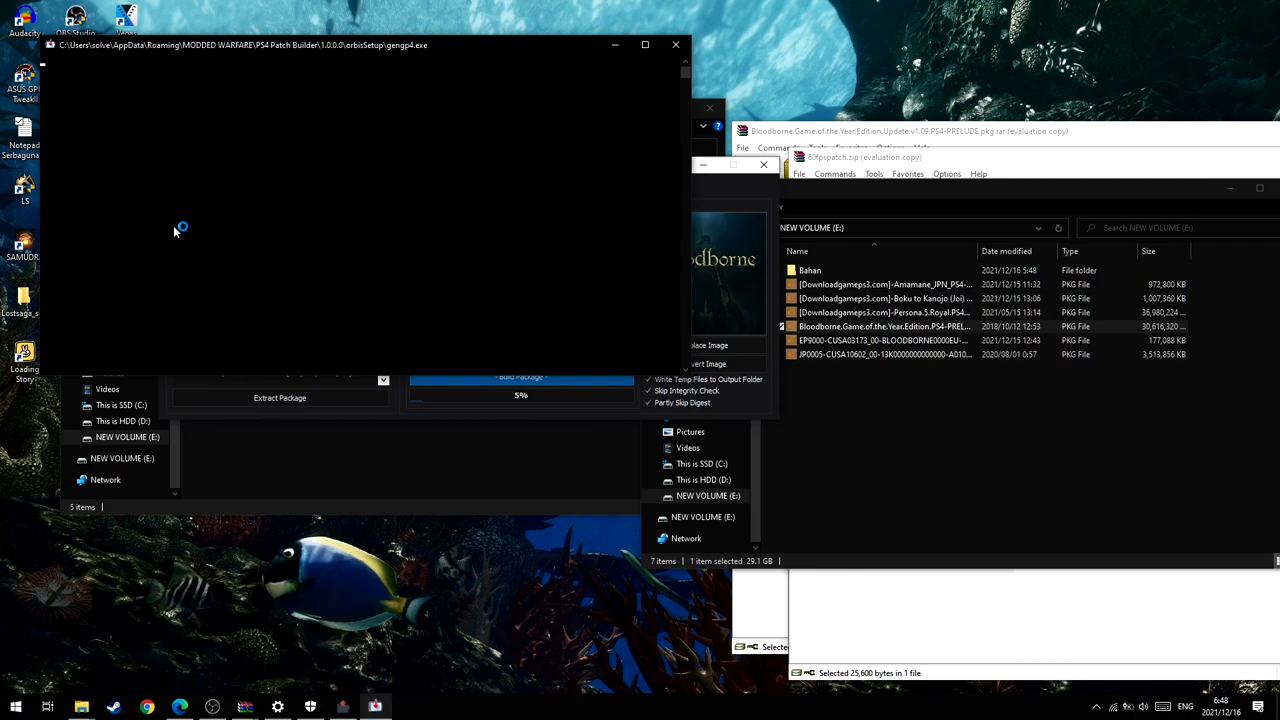 Audacity
OBS Studio
Vegas
ASUS GPU
TweakII
Notepad
Serbaguna
LS
SAMUDRA
Lostsaga_s
Loading
Story
C:\Users\solve\AppData\Roaming\MODDED WARFARE\PS4 Patch Builder\1.0.0.0\orbisSetup\gengp4.exe
Bloodborne.Game.of.the.Year.Edition.Update.v1.09.PS4-PRELUDE.pkg.rar (evaluation copy)
File Commands Tools Favorites Options Help
60fpspatch.zip (evaluation copy)
File Commands Tools Favorites Options Help
NEW VOLUME (E:)
Search NEW VOLUME (E:)
Name Date modified Type Size
Bahan 2021/12/16 5:48 File folder
[Downloadgameps3.com]-Amamane_JPN_PS4-... 2021/12/15 11:32 PKG File 972,800 KB
[Downloadgameps3.com]-Boku to Kanojo (Joi) ... 2021/12/15 13:06 PKG File 1,007,360 KB
[Downloadgameps3.com]-Persona.5.Royal.PS4... 2021/05/15 13:14 PKG File 36,980,224 ...
Bloodborne.Game.of.the.Year.Edition.PS4-PREL... 2018/10/12 12:53 PKG File 30,616,320 ...
EP9000-CUSA03173_00-BLOODBORNE0000EU-... 2021/12/15 12:43 PKG File 177,088 KB
JP0005-CUSA10602_00-13K0000000000000-A010... 2020/08/01 0:57 PKG File 3,513,856 KB
odborne
place Image
vert Image
- Build Package -
5%
Extract Package
Write Temp Files to Output Folder
Skip Integrity Check
Partly Skip Digest
Videos
This is SSD (C:)
This is HDD (D:)
NEW VOLUME (E:)
NEW VOLUME (E:)
Network
5 items
Pictures
Videos
This is SSD (C:)
This is HDD (D:)
NEW VOLUME (E:)
NEW VOLUME (E:)
Network
7 items 1 item selected 29.1 GB
Selecte
Selected 25,600 bytes in 1 file
ENG
6:48
2021/12/16